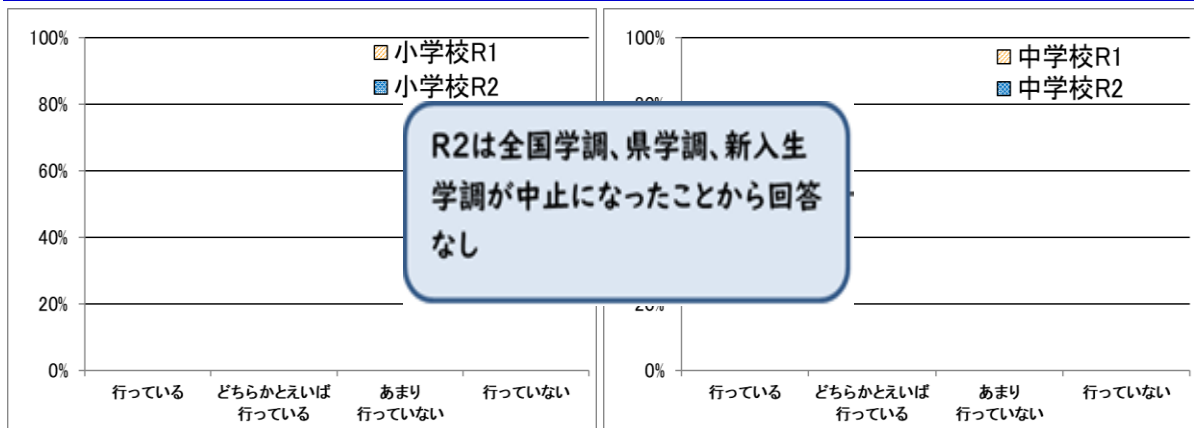 100%
80%
60%
40%
20%
0%
小学校R1
小学校R2
行っている
どちらかとえいば
行っている
あまり
行っていない
行っていない
R2は全国学調、県学調、新入生
学調が中止になったことから回答
なし
100%
0%
中学校R1
中学校R2
行っている
どちらかとえいば
行っている
あまり
行っていない
行っていない